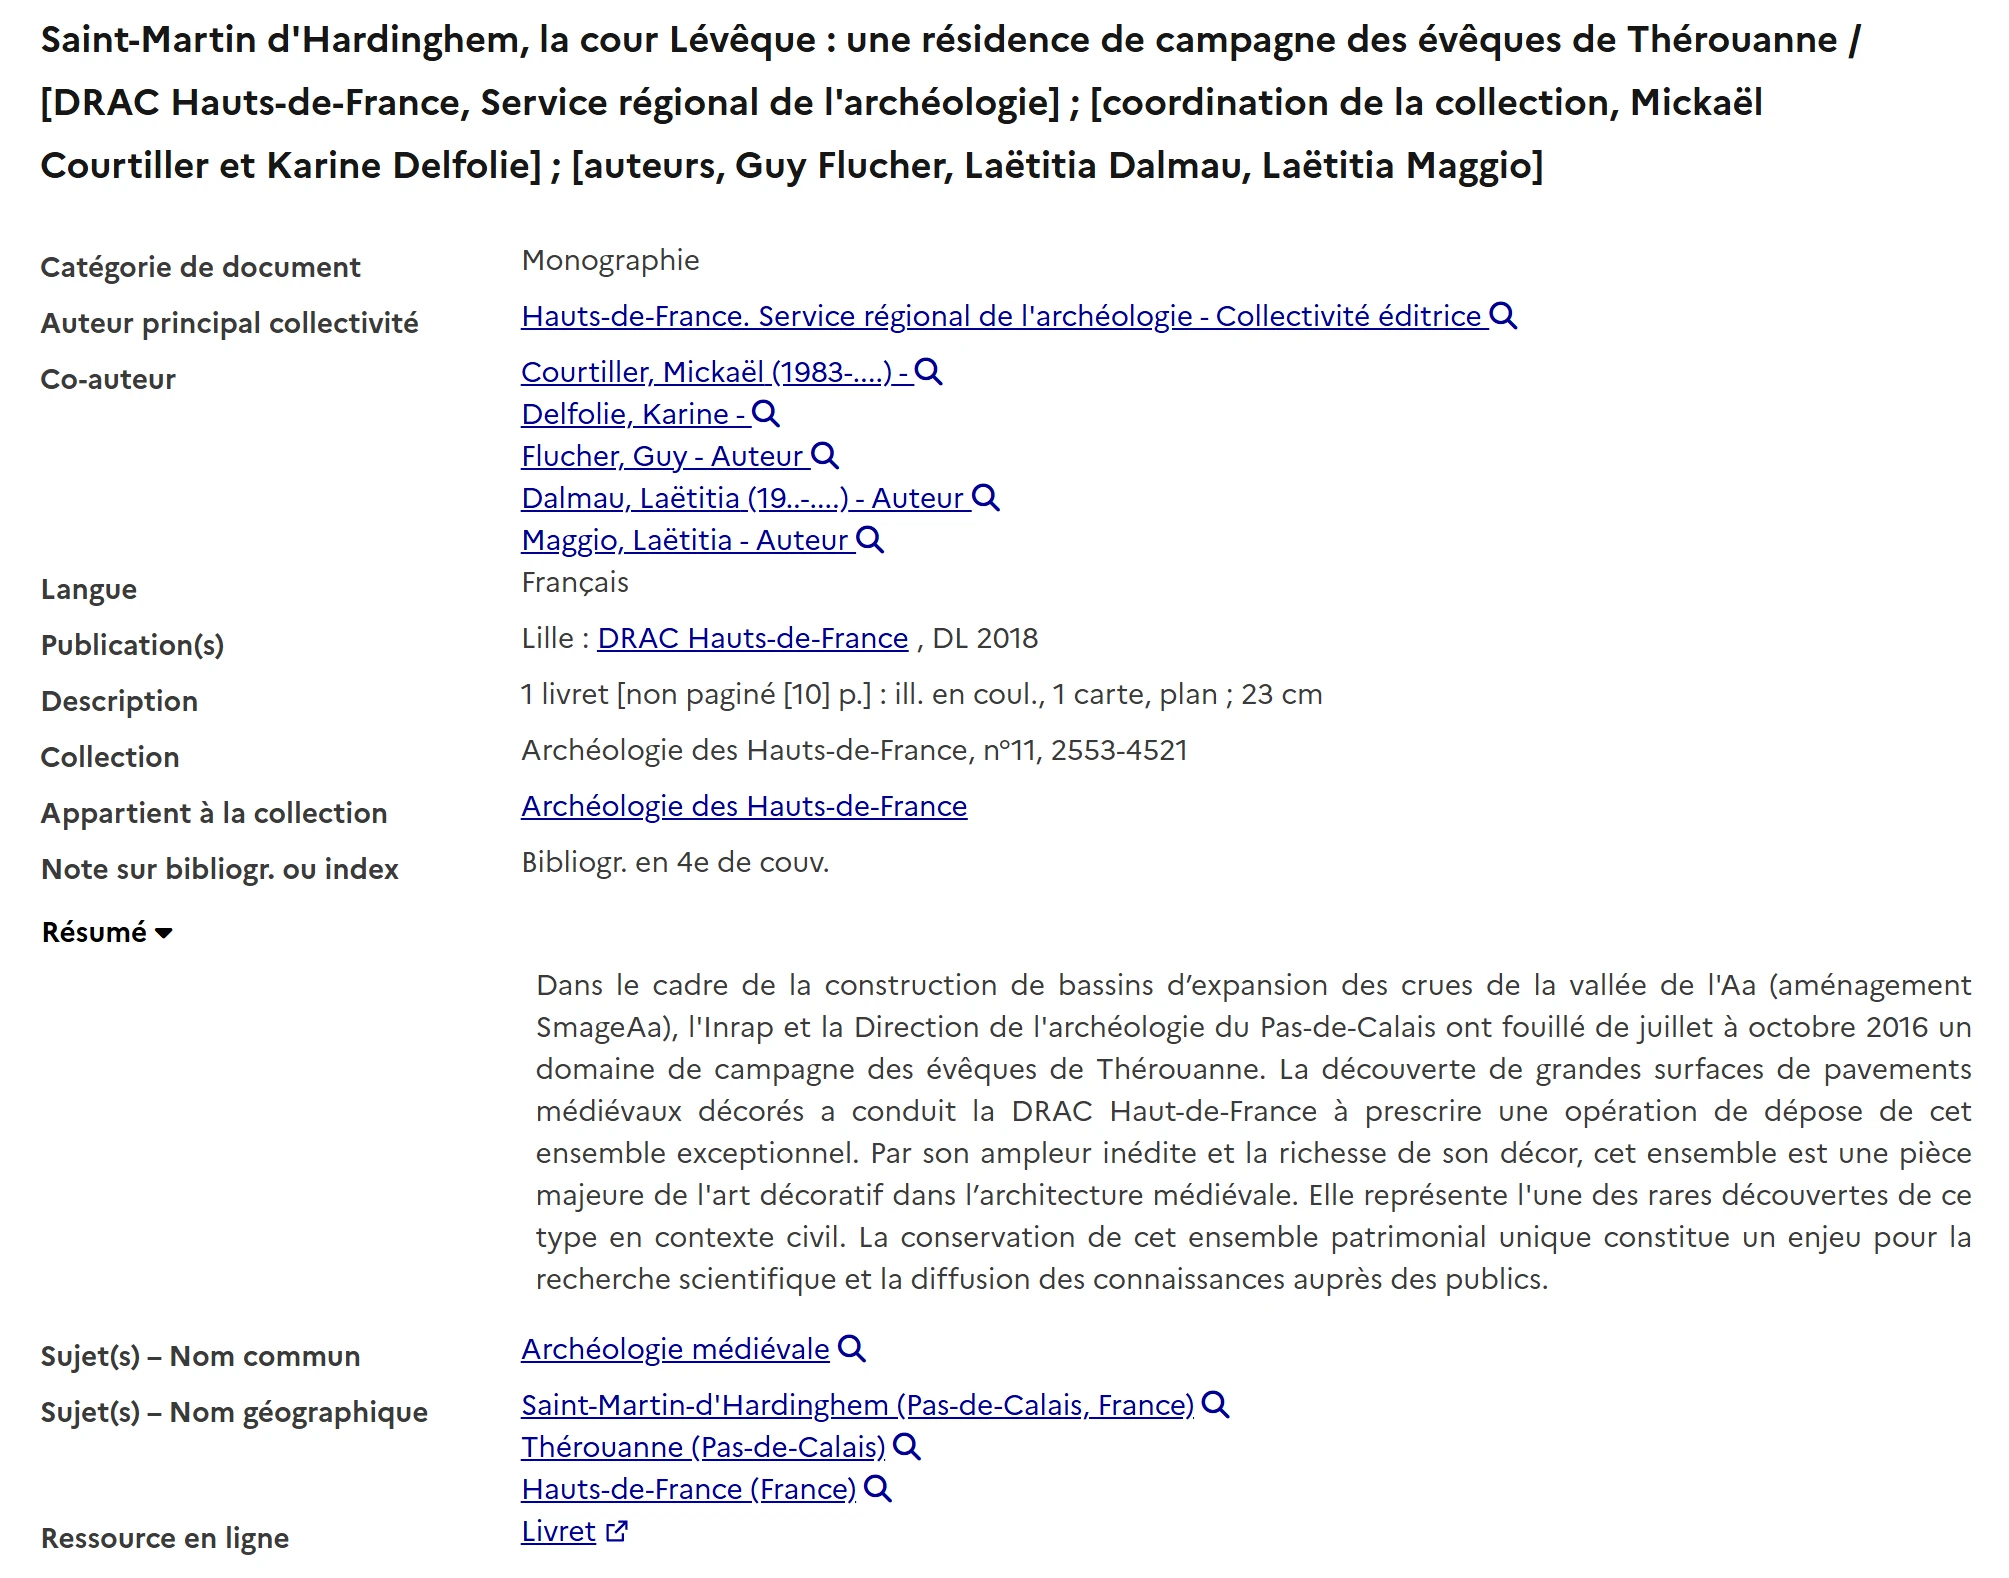 Saint-Martin d'Hardinghem, la cour Lévêque : une résidence de campagne des évêques de Thérouanne /
[DRAC Hauts-de-France, Service régional de l'archéologie] ; [coordination de la collection, Mickaël
Courtiller et Karine Delfolie] ; [auteurs, Guy Flucher, Laëtitia Dalmau, Laëtitia Maggio]
Catégorie de document Monographie
Auteur principal collectivité Hauts-de-France. Service régional de l'archéologie - Collectivité éditrice
Co-auteur Courtiller, Mickaël (1983-....) -
Delfolie, Karine -
Flucher, Guy - Auteur
Dalmau, Laëtitia (19..-....) - Auteur
Maggio, Laëtitia - Auteur
Langue Français
Publication(s) Lille : DRAC Hauts-de-France , DL 2018
Description 1 livret [non paginé [10] p.] : ill. en coul., 1 carte, plan ; 23 cm
Collection Archéologie des Hauts-de-France, n°11, 2553-4521
Appartient à la collection Archéologie des Hauts-de-France
Note sur bibliogr. ou index Bibliogr. en 4e de couv.
Résumé
Dans le cadre de la construction de bassins d’expansion des crues de la vallée de l'Aa (aménagement
SmageAa), l'Inrap et la Direction de l'archéologie du Pas-de-Calais ont fouillé de juillet à octobre 2016 un
domaine de campagne des évêques de Thérouanne. La découverte de grandes surfaces de pavements
médiévaux décorés a conduit la DRAC Haut-de-France à prescrire une opération de dépose de cet
ensemble exceptionnel. Par son ampleur inédite et la richesse de son décor, cet ensemble est une pièce
majeure de l'art décoratif dans l’architecture médiévale. Elle représente l'une des rares découvertes de ce
type en contexte civil. La conservation de cet ensemble patrimonial unique constitue un enjeu pour la
recherche scientifique et la diffusion des connaissances auprès des publics.
Sujet(s) – Nom commun Archéologie médiévale
Sujet(s) – Nom géographique Saint-Martin-d'Hardinghem (Pas-de-Calais, France)
Thérouanne (Pas-de-Calais)
Hauts-de-France (France)
Ressource en ligne Livret